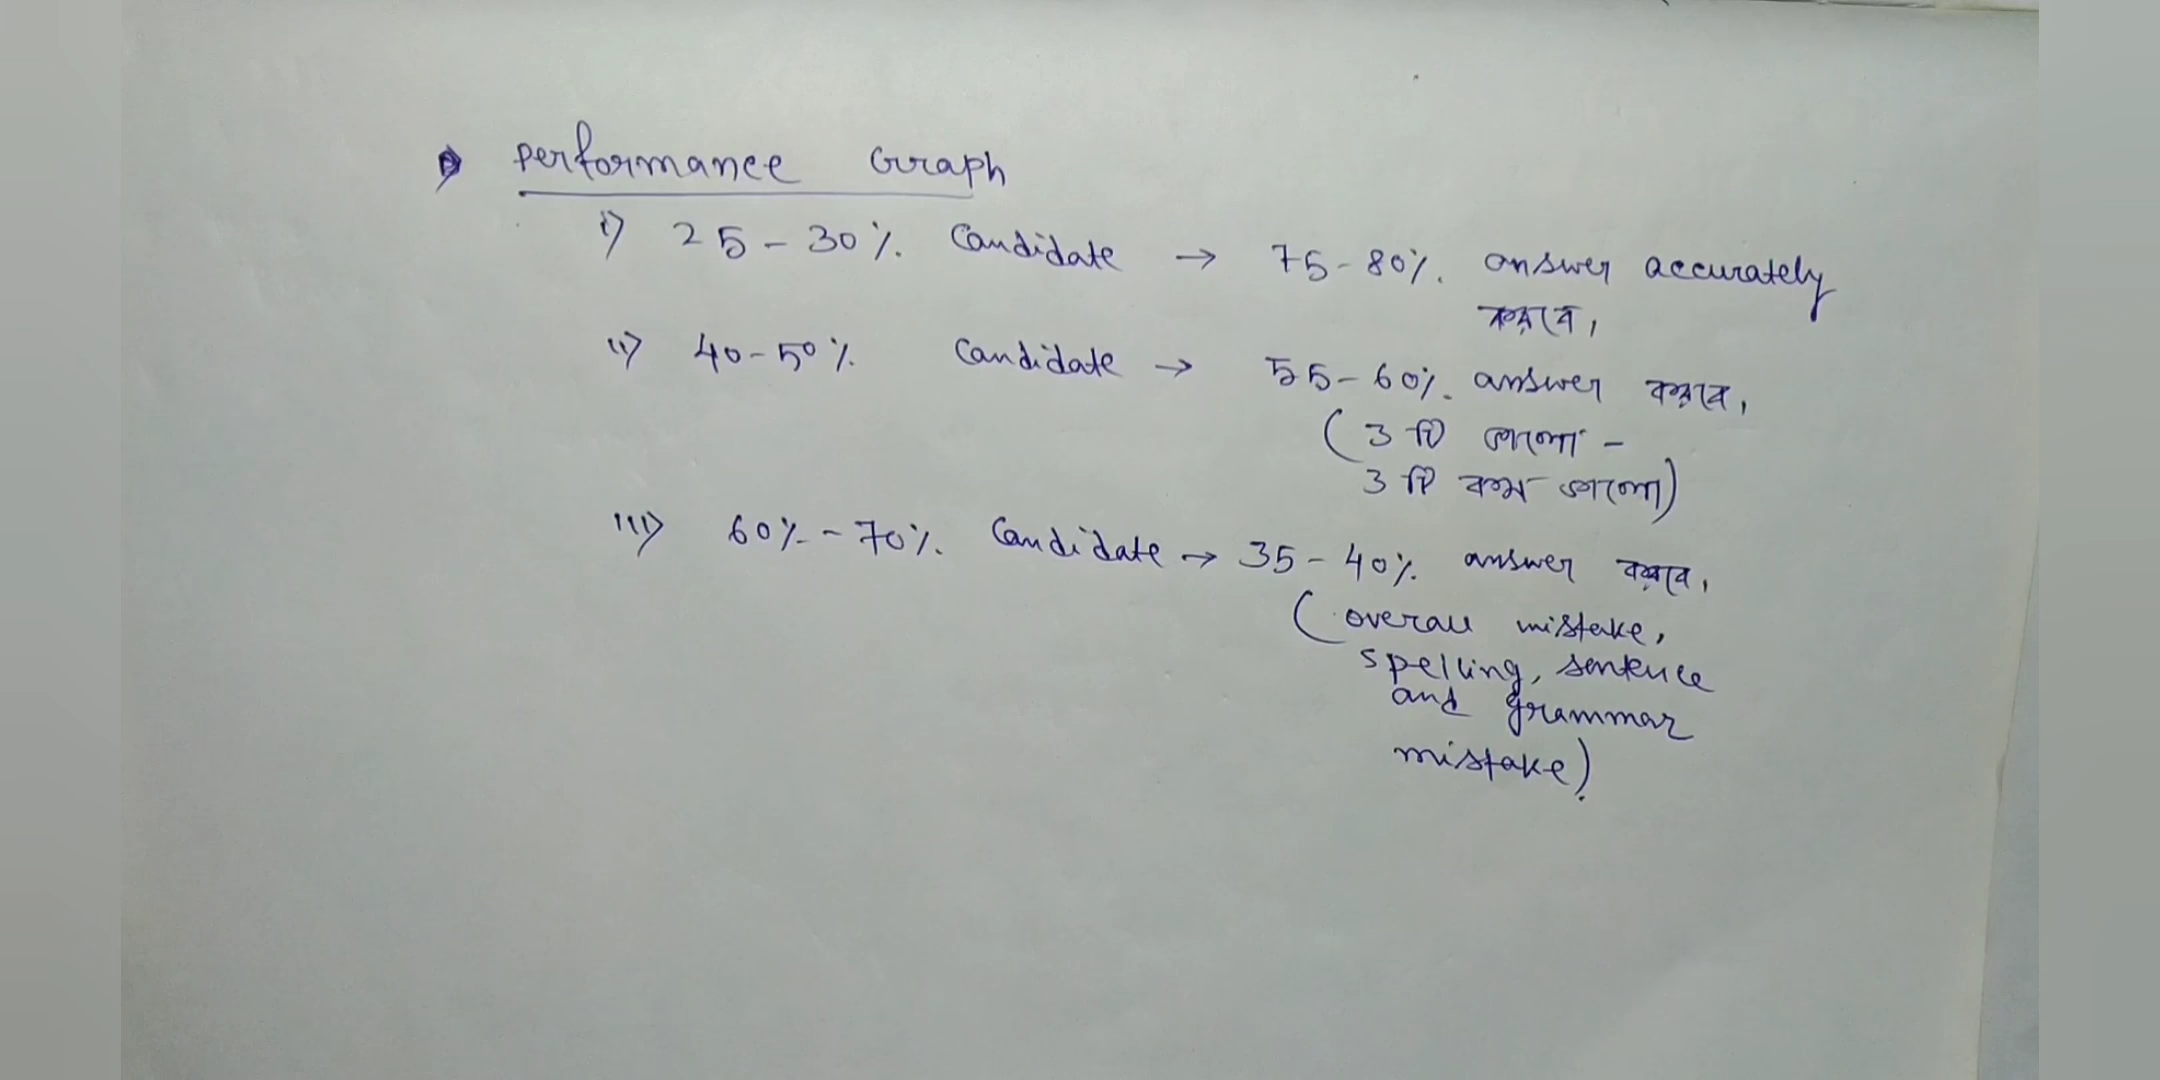 Performance Graph
i) 25-30%. Candidate → 75-80%. answer accurately
করবে,
ii) 40-50%. Candidate → 55-60%. answer করবে,
(3 টি ভালো -
3 টি কম ভালো)
iii) 60%-70%. Candidate → 35-40%. answer করবে,
(overall mistake,
spelling, sentence
and grammar
mistake).